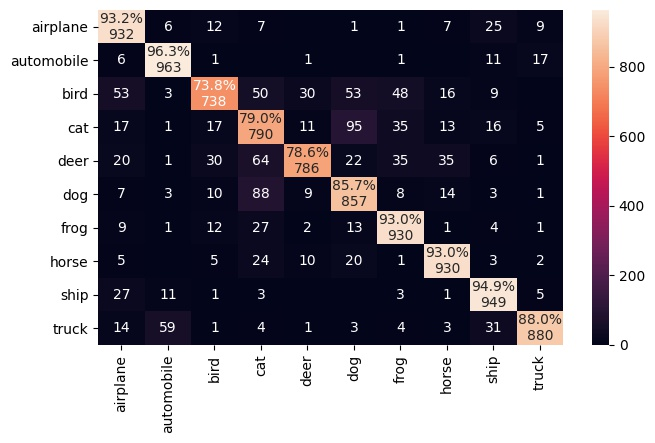 airplane 93.2% 6 12 7 1 1 7 25 9
932
automobile 6 96.3% 1 1 1 11 17
963
bird 53 3 73.8% 50 30 53 48 16 9
738
cat 17 1 17 79.0% 11 95 35 13 16 5
790
deer 20 1 30 64 78.6% 22 35 35 6 1
786
dog 7 3 10 88 9 85.7% 8 14 3 1
857
frog 9 1 12 27 2 13 93.0% 1 4 1
930
horse 5 5 24 10 20 1 93.0% 3 2
930
ship 27 11 1 3 3 1 94.9% 5
949
truck 14 59 1 4 1 3 4 3 31 88.0%
880
airplane automobile bird cat deer dog frog horse ship truck
800
600
400
200
0